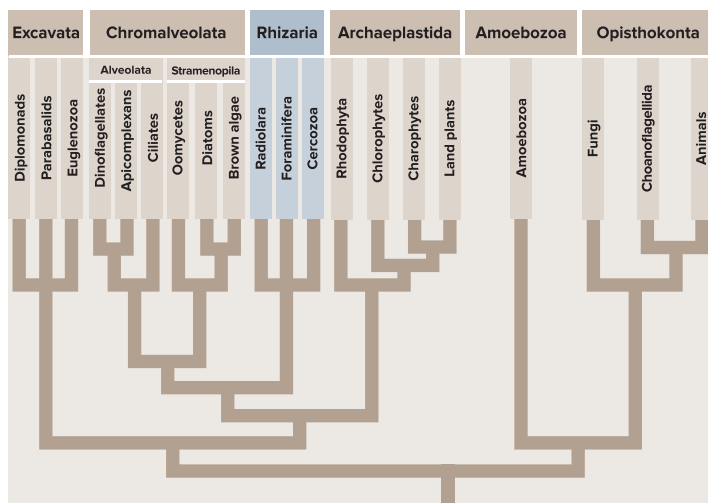 Excavata
Chromalveolata
Rhizaria
Archaeplastida
Amoebozoa
Opisthokonta
Alveolata
Stramenopila
Diplomonads
Parabasalids
Euglenozoa
Dinoflagellates
Apicomplexans
Ciliates
Oomycetes
Diatoms
Brown algae
Radiolara
Foraminifera
Cercozoa
Rhodophyta
Chlorophytes
Charophytes
Land plants
Amoebozoa
Fungi
Choanoflagellida
Animals